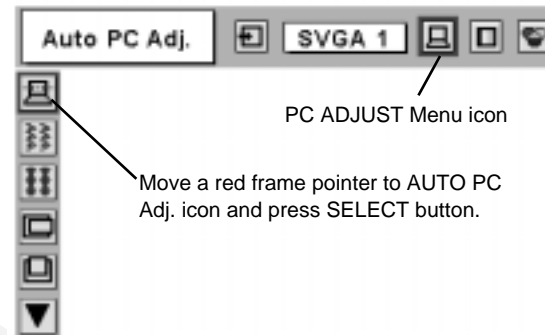 Auto PC Adj.
SVGA 1
PC ADJUST Menu icon
Move a red frame pointer to AUTO PC
Adj. icon and press SELECT button.